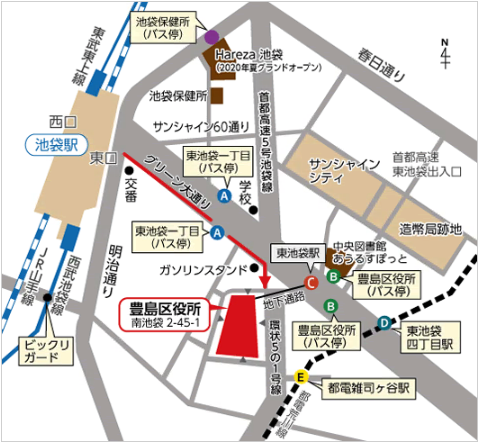 池袋保健所
(バス停)
Hareza 池袋
(2020年夏グランドオープン)
N
4
東武東上線
春日通り
池袋保健所
首都高速5号池袋線
サンシャイン60通り
西口
池袋駅
東口
東池袋一丁目
(バス停)
サンシャイン
シティ
首都高速
東池袋出入口
グリーン大通り
学校
A
交番
造幣局跡地
東池袋一丁目
(バス停)
A
明治通り
東池袋駅
中央図書館
あうるすぽっと
ガソリンスタンド
C
B
豊島区役所
(バス停)
JR山手線
西武池袋線
豊島区役所
南池袋 2-45-1
地下通路
B
環状5の1号線
豊島区役所
(バス停)
D
東池袋
四丁目駅
ビックリ
ガード
E
都電雑司ヶ谷駅
都電荒川線